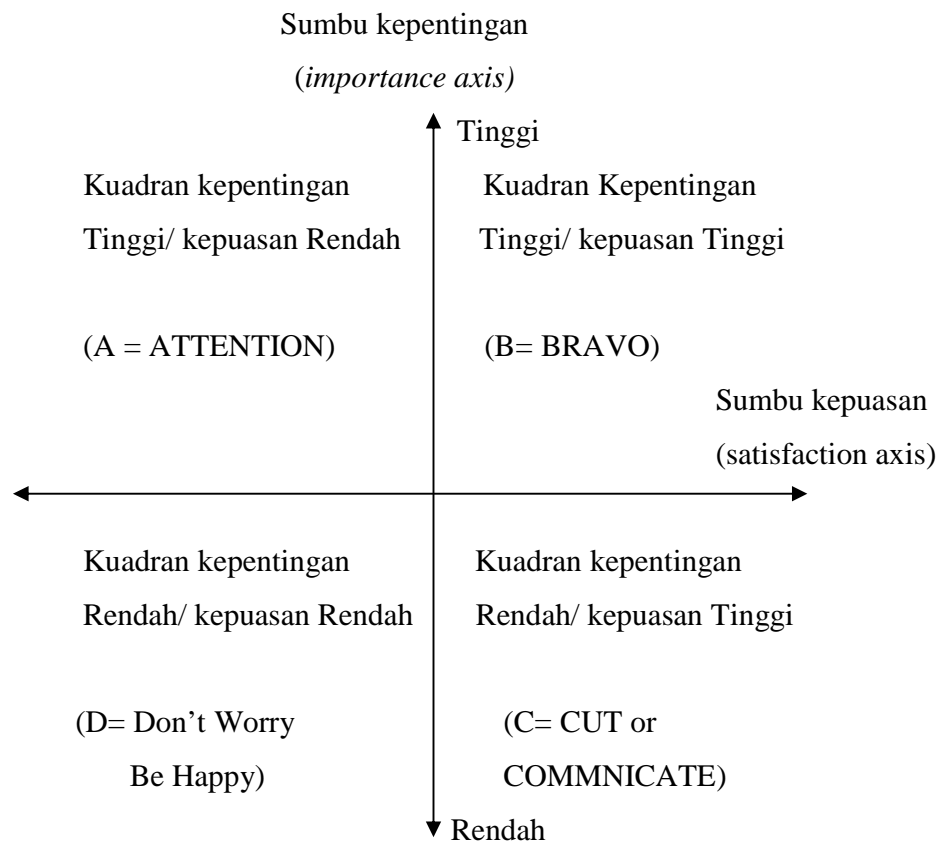 Sumbu kepentingan
(importance axis)
Tinggi
Kuadran kepentingan
Tinggi/ kepuasan Rendah
(A = ATTENTION)
Kuadran Kepentingan
Tinggi/ kepuasan Tinggi
(B= BRAVO)
Sumbu kepuasan
(satisfaction axis)
Kuadran kepentingan
Rendah/ kepuasan Rendah
(D= Don’t Worry
Be Happy)
Kuadran kepentingan
Rendah/ kepuasan Tinggi
(C= CUT or
COMMNICATE)
Rendah